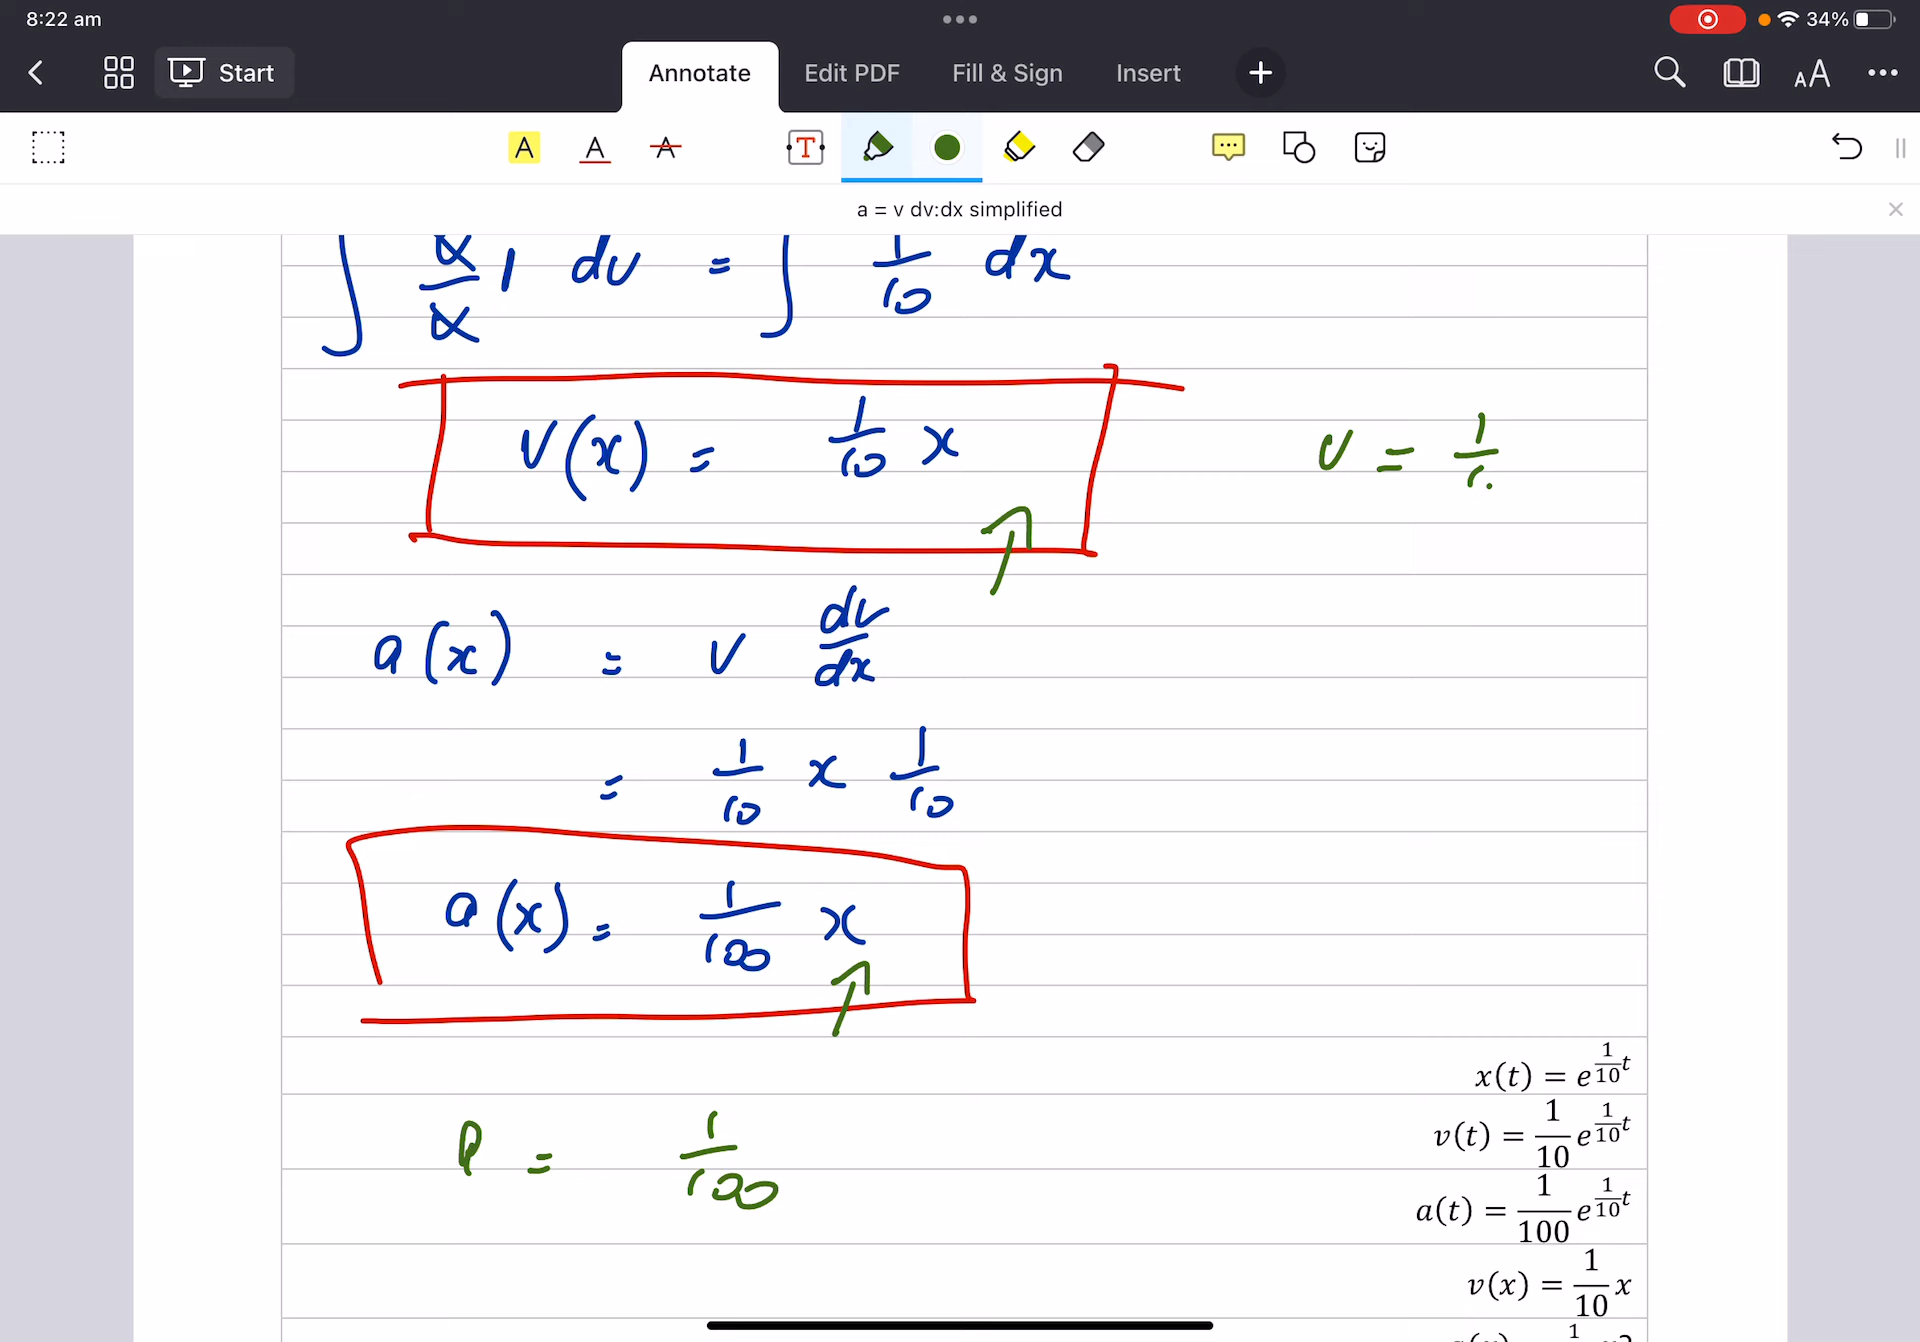 8:22 am
34%
Start
Annotate
Edit PDF
Fill & Sign
Insert
a = v dv:dx simplified
∫ x/x 1 dv = ∫ 1/10 dx
v(x) = 1/10 x
v = 1/1.
a(x) = v dv/dx
= 1/10 x 1/10
a(x) = 1/100 x
x(t) = e^(1/10 t)
v(t) = 1/10 e^(1/10 t)
a = 1/100
a(t) = 1/100 e^(1/10 t)
v(x) = 1/10 x